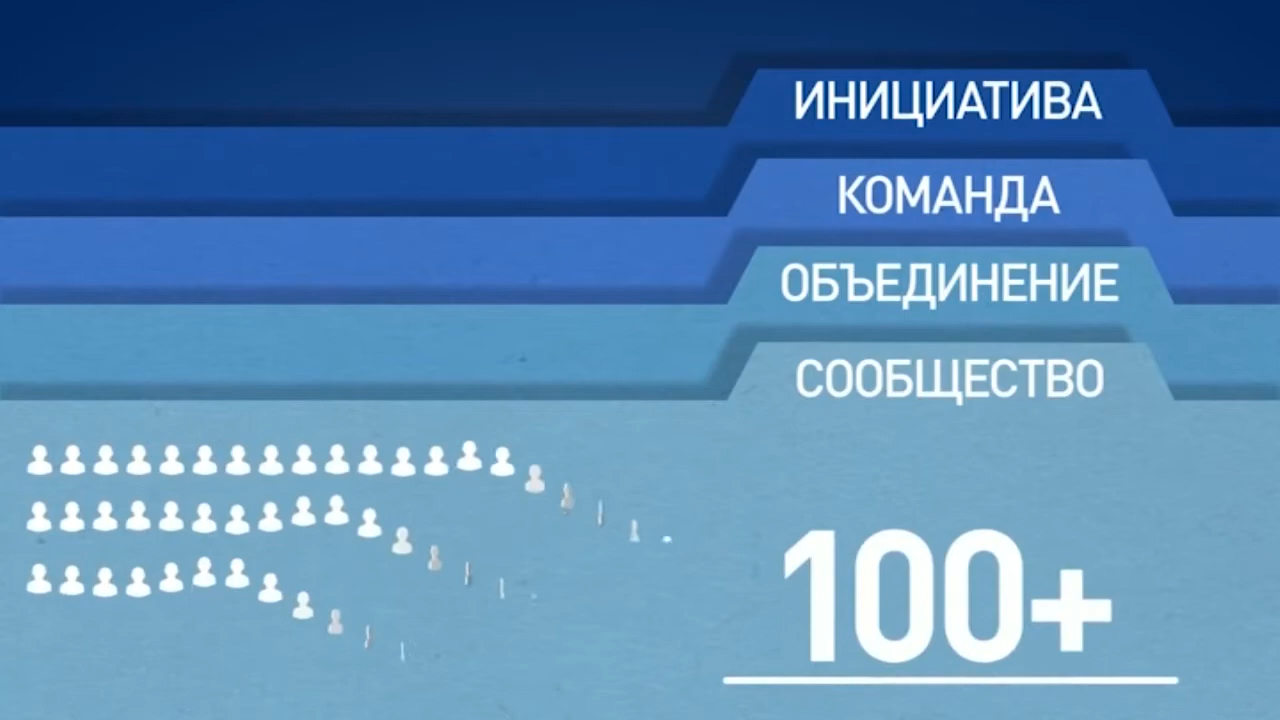 ИНИЦИАТИВА
КОМАНДА
ОБЪЕДИНЕНИЕ
СООБЩЕСТВО
100+